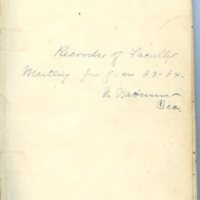 Records of Faculty
Meeting for year 83-84.
Sec.